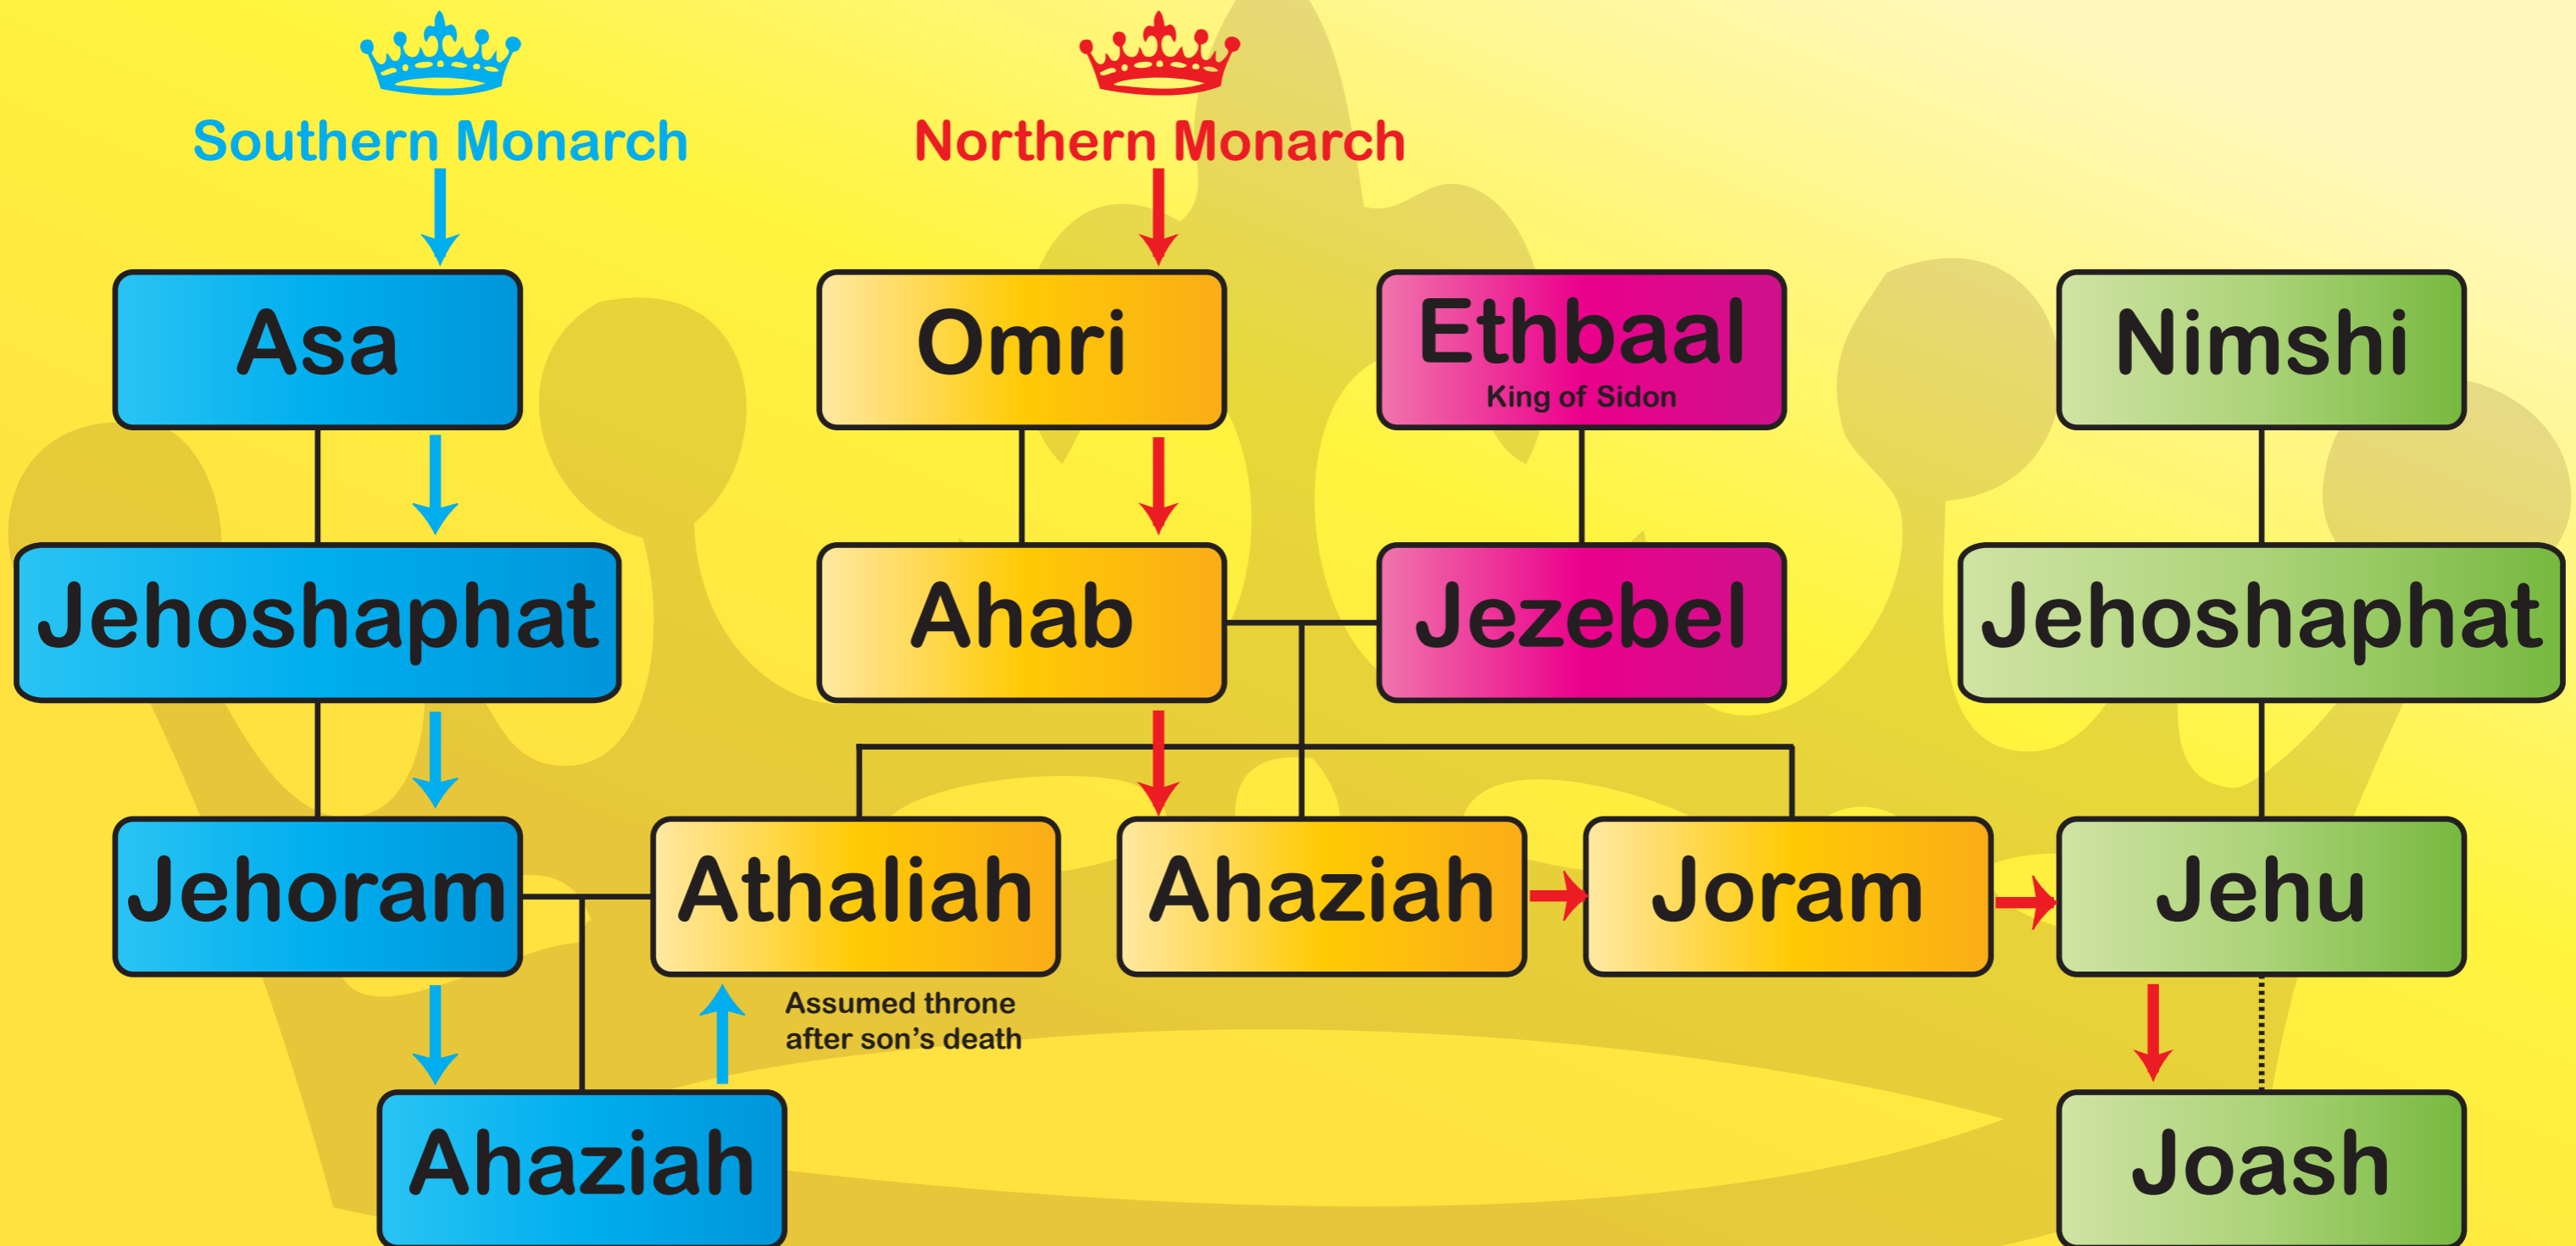 Southern Monarch
Northern Monarch
Asa
Omri
Ethbaal
King of Sidon
Nimshi
Jehoshaphat
Ahab
Jezebel
Jehoshaphat
Jehoram
Athaliah
Ahaziah
Joram
Jehu
Assumed throne
after son's death
Ahaziah
Joash